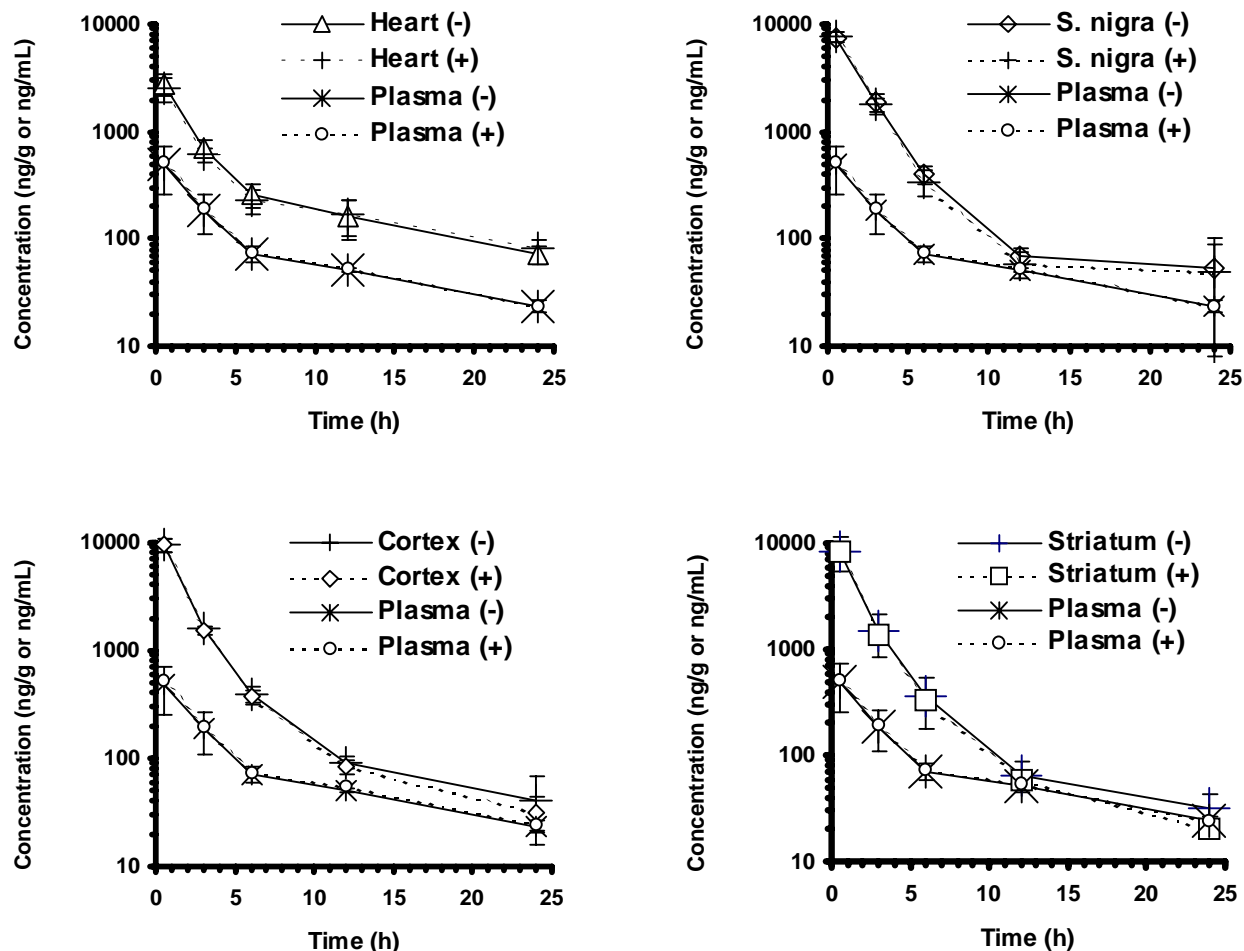 Concentration (ng/g or ng/mL)
10000
1000
100
10
0 5 10 15 20 25
Time (h)
Heart (-)
Heart (+)
Plasma (-)
Plasma (+)
Concentration (ng/g or ng/mL)
10000
1000
100
10
0 5 10 15 20 25
Time (h)
S. nigra (-)
S. nigra (+)
Plasma (-)
Plasma (+)
Concentration (ng/g or ng/mL)
10000
1000
100
10
0 5 10 15 20 25
Time (h)
Cortex (-)
Cortex (+)
Plasma (-)
Plasma (+)
Concentration (ng/g or ng/mL)
10000
1000
100
10
0 5 10 15 20 25
Time (h)
Striatum (-)
Striatum (+)
Plasma (-)
Plasma (+)